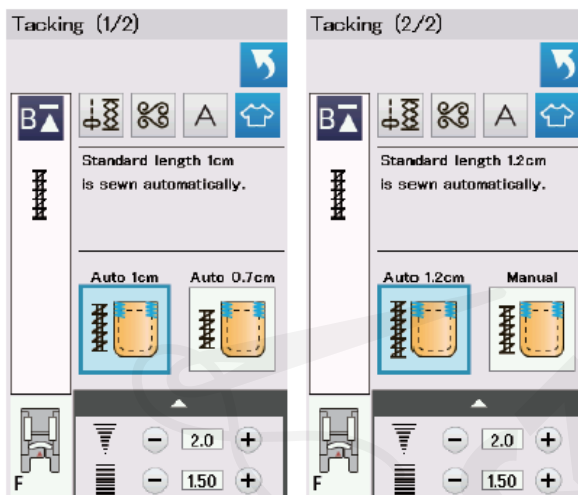 Tacking (1/2)
B
A
Standard length 1cm
is sewn automatically.
Auto 1cm Auto 0.7cm
2.0
1.50
F
Tacking (2/2)
B
A
Standard length 1.2cm
is sewn automatically.
Auto 1.2cm Manual
2.0
1.50
F